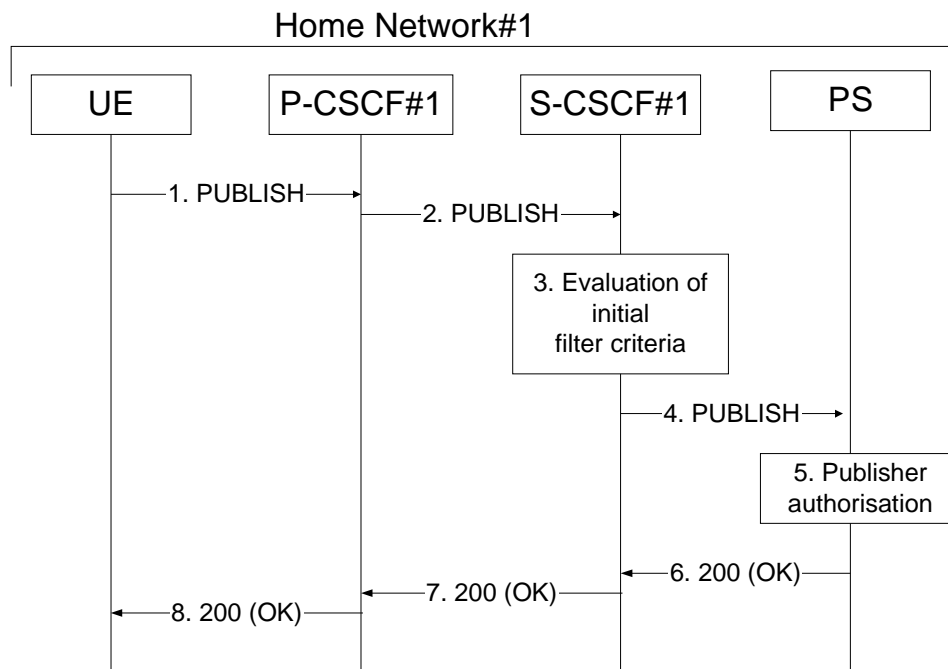 Home Network#1
UE
P-CSCF#1
S-CSCF#1
PS
1. PUBLISH
2. PUBLISH
3. Evaluation of
initial
filter criteria
4. PUBLISH
5. Publisher
authorisation
6. 200 (OK)
7. 200 (OK)
8. 200 (OK)